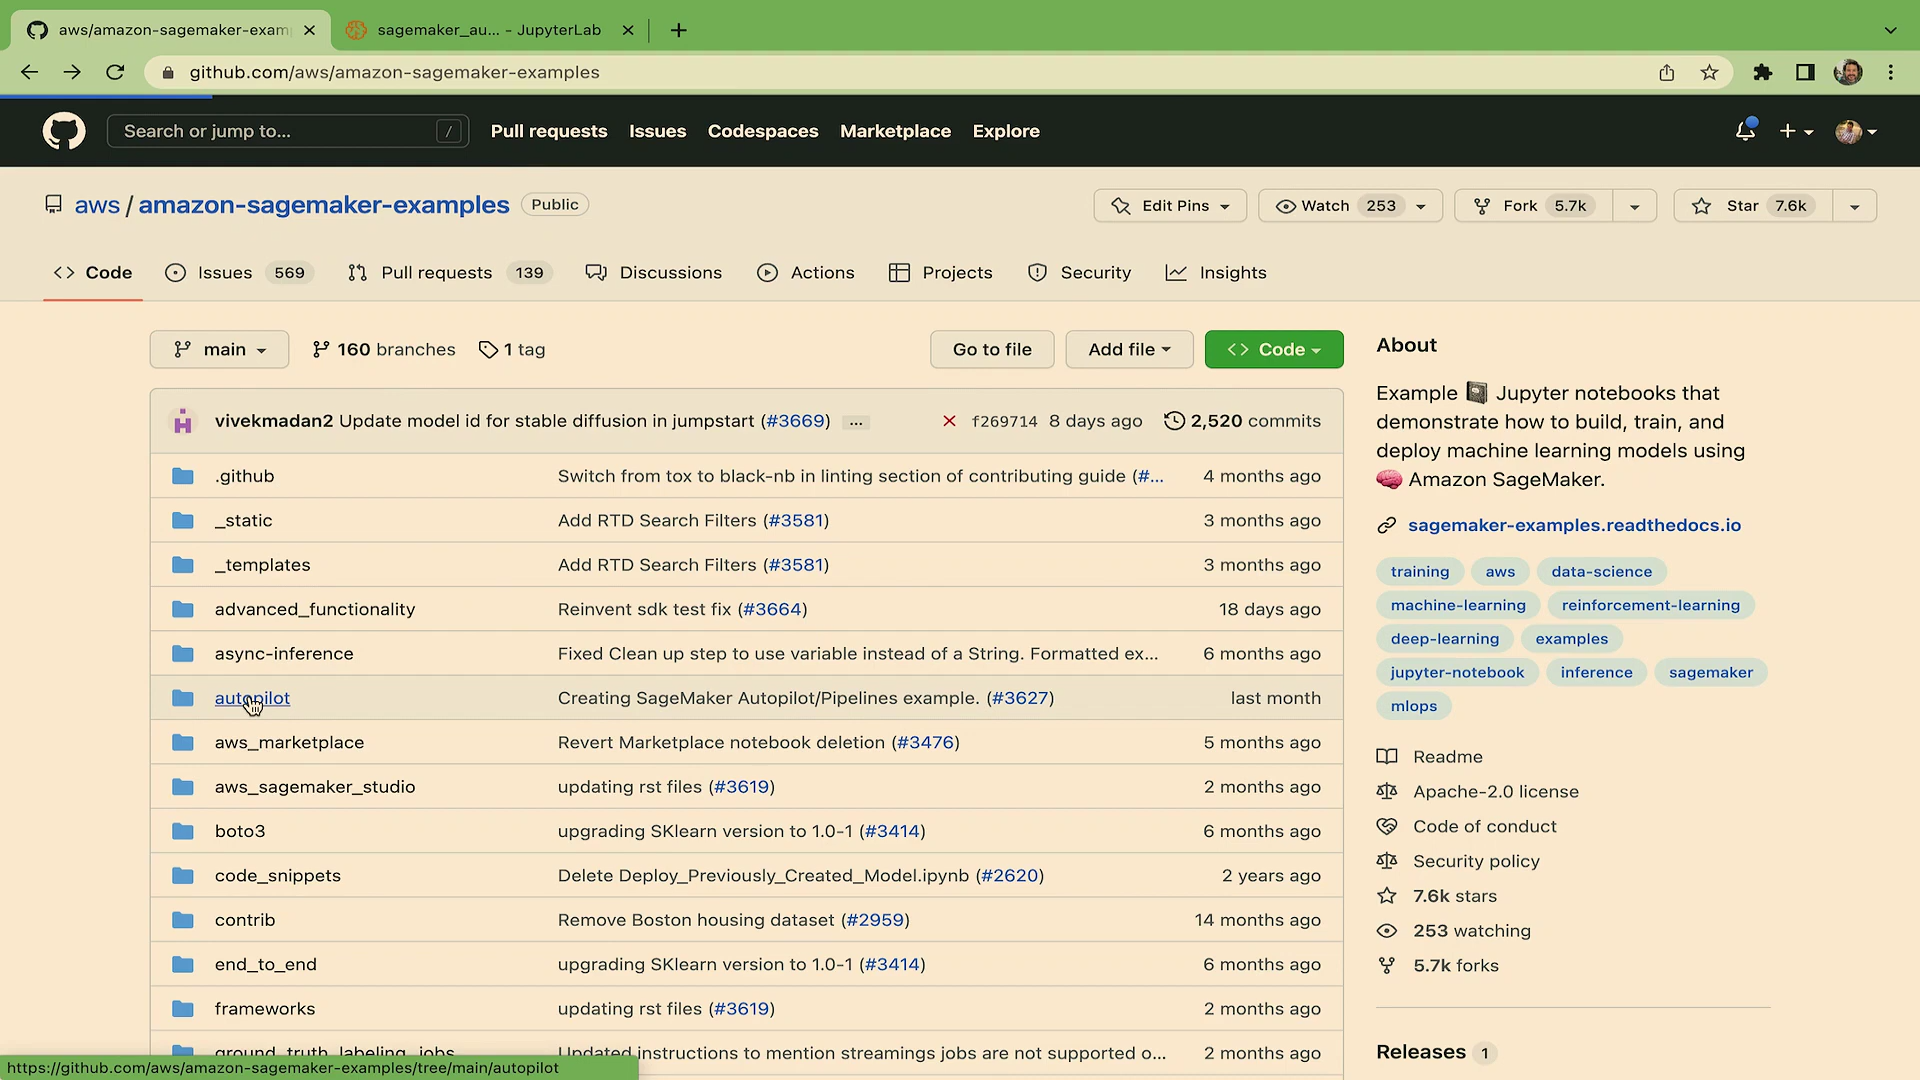 aws/amazon-sagemaker-exam
sagemaker_au... - JupyterLab
github.com/aws/amazon-sagemaker-examples
Search or jump to...
/
Pull requests
Issues
Codespaces
Marketplace
Explore
aws / amazon-sagemaker-examples
Public
Edit Pins
Watch 253
Fork 5.7k
Star 7.6k
Code
Issues 569
Pull requests 139
Discussions
Actions
Projects
Security
Insights
main
160 branches
1 tag
Go to file
Add file
Code
vivekmadan2 Update model id for stable diffusion in jumpstart (#3669) ...
f269714 8 days ago
2,520 commits
.github Switch from tox to black-nb in linting section of contributing guide (#... 4 months ago
_static Add RTD Search Filters (#3581) 3 months ago
_templates Add RTD Search Filters (#3581) 3 months ago
advanced_functionality Reinvent sdk test fix (#3664) 18 days ago
async-inference Fixed Clean up step to use variable instead of a String. Formatted ex... 6 months ago
autopilot Creating SageMaker Autopilot/Pipelines example. (#3627) last month
aws_marketplace Revert Marketplace notebook deletion (#3476) 5 months ago
aws_sagemaker_studio updating rst files (#3619) 2 months ago
boto3 upgrading SKlearn version to 1.0-1 (#3414) 6 months ago
code_snippets Delete Deploy_Previously_Created_Model.ipynb (#2620) 2 years ago
contrib Remove Boston housing dataset (#2959) 14 months ago
end_to_end upgrading SKlearn version to 1.0-1 (#3414) 6 months ago
frameworks updating rst files (#3619) 2 months ago
ground_truth_labeling_jobs Updated instructions to mention streamings jobs are not supported o... 2 months ago
About
Example 📓 Jupyter notebooks that
demonstrate how to build, train, and
deploy machine learning models using
🧠 Amazon SageMaker.
sagemaker-examples.readthedocs.io
training aws data-science
machine-learning reinforcement-learning
deep-learning examples
jupyter-notebook inference sagemaker
mlops
Readme
Apache-2.0 license
Code of conduct
Security policy
7.6k stars
253 watching
5.7k forks
Releases 1
https://github.com/aws/amazon-sagemaker-examples/tree/main/autopilot